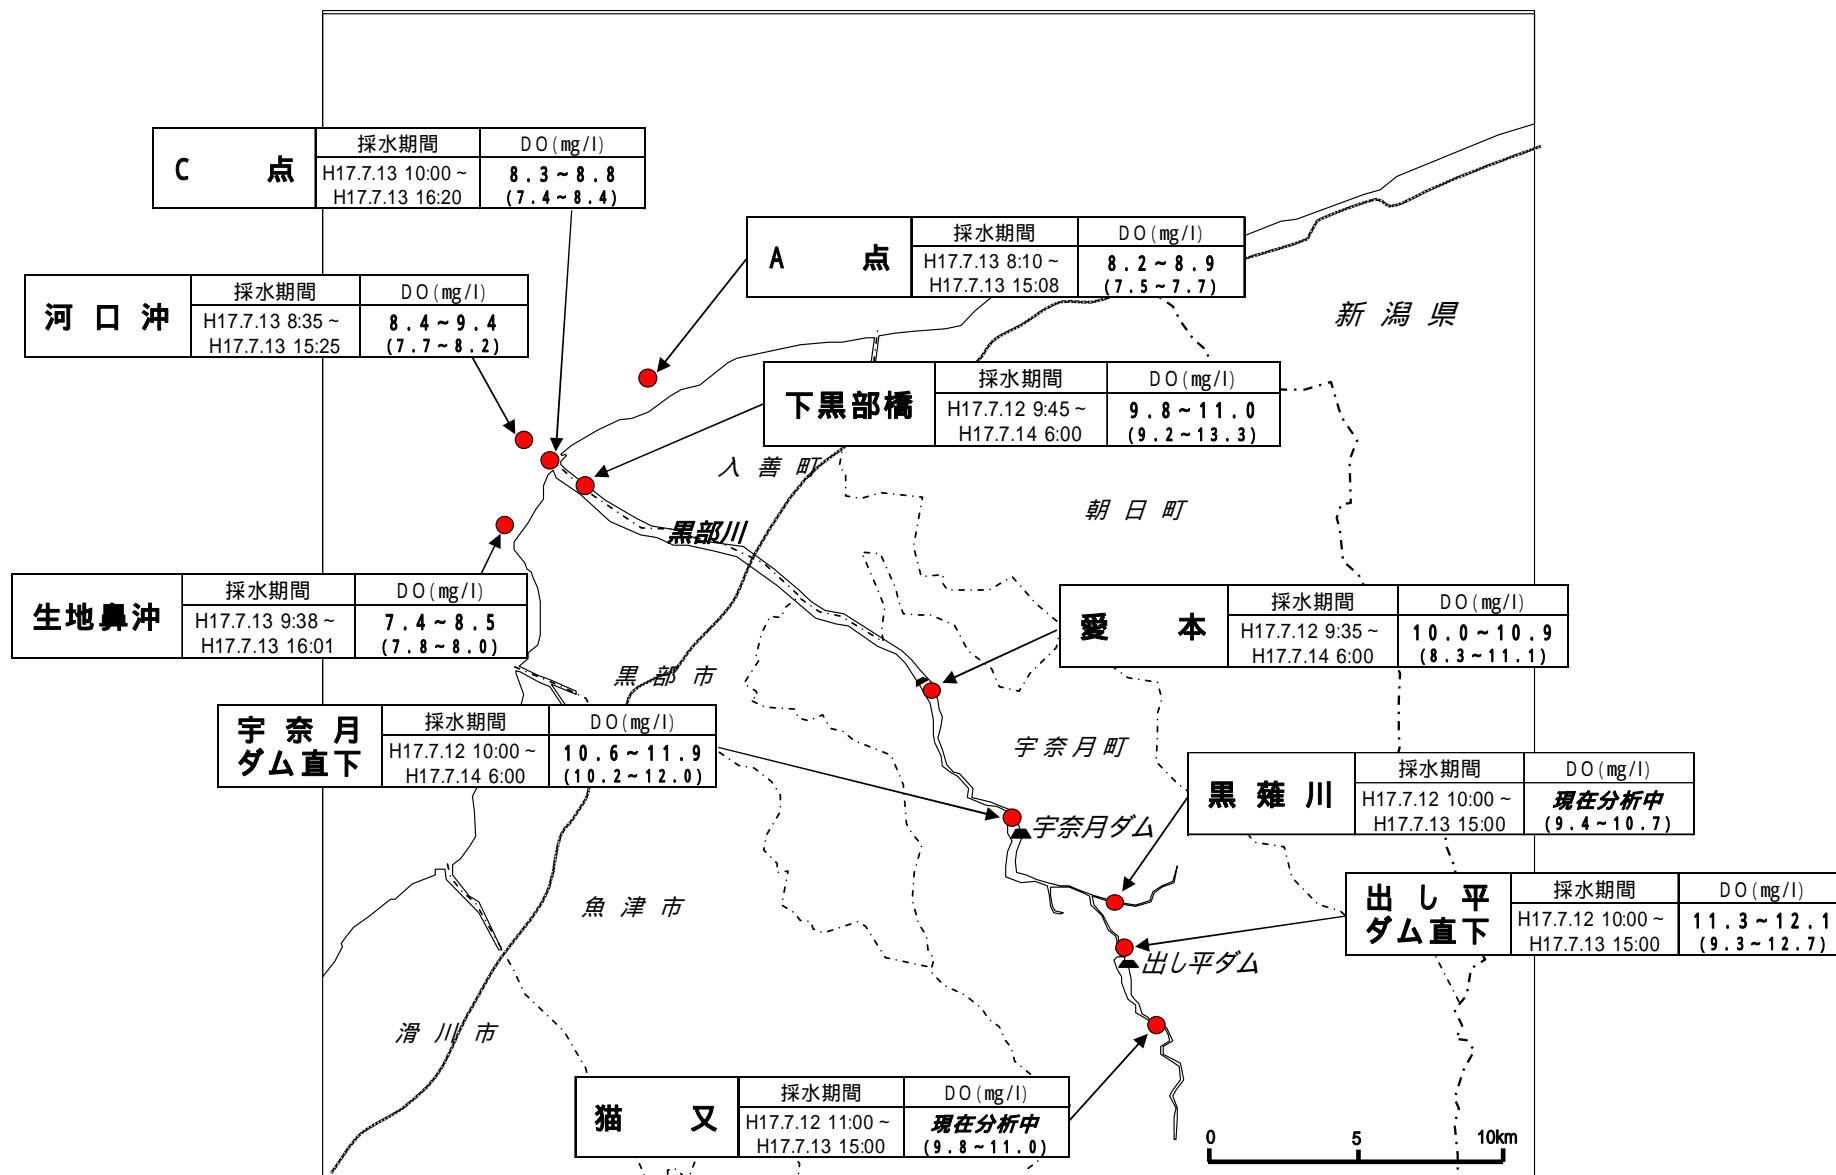 C 点
採水期間 DO(mg/l)
H17.7.13 10:00～
H17.7.13 16:20
8.3～8.8
(7.4～8.4)
A 点
採水期間 DO(mg/l)
H17.7.13 8:10～
H17.7.13 15:08
8.2～8.9
(7.5～7.7)
河口沖
採水期間 DO(mg/l)
H17.7.13 8:35～
H17.7.13 15:25
8.4～9.4
(7.7～8.2)
新潟県
下黒部橋
採水期間 DO(mg/l)
H17.7.12 9:45～
H17.7.14 6:00
9.8～11.0
(9.2～13.3)
入善町
朝日町
黒部川
生地鼻沖
採水期間 DO(mg/l)
H17.7.13 9:38～
H17.7.13 16:01
7.4～8.5
(7.8～8.0)
愛本
採水期間 DO(mg/l)
H17.7.12 9:35～
H17.7.14 6:00
10.0～10.9
(8.3～11.1)
黒部市
宇奈月
ダム直下
採水期間 DO(mg/l)
H17.7.12 10:00～
H17.7.14 6:00
10.6～11.9
(10.2～12.0)
宇奈月町
黒薙川
採水期間 DO(mg/l)
H17.7.12 10:00～
H17.7.13 15:00
現在分析中
(9.4～10.7)
宇奈月ダム
魚津市
出し平
ダム直下
採水期間 DO(mg/l)
H17.7.12 10:00～
H17.7.13 15:00
11.3～12.1
(9.3～12.7)
出し平ダム
滑川市
猫又
採水期間 DO(mg/l)
H17.7.12 11:00～
H17.7.13 15:00
現在分析中
(9.8～11.0)
0 5 10km